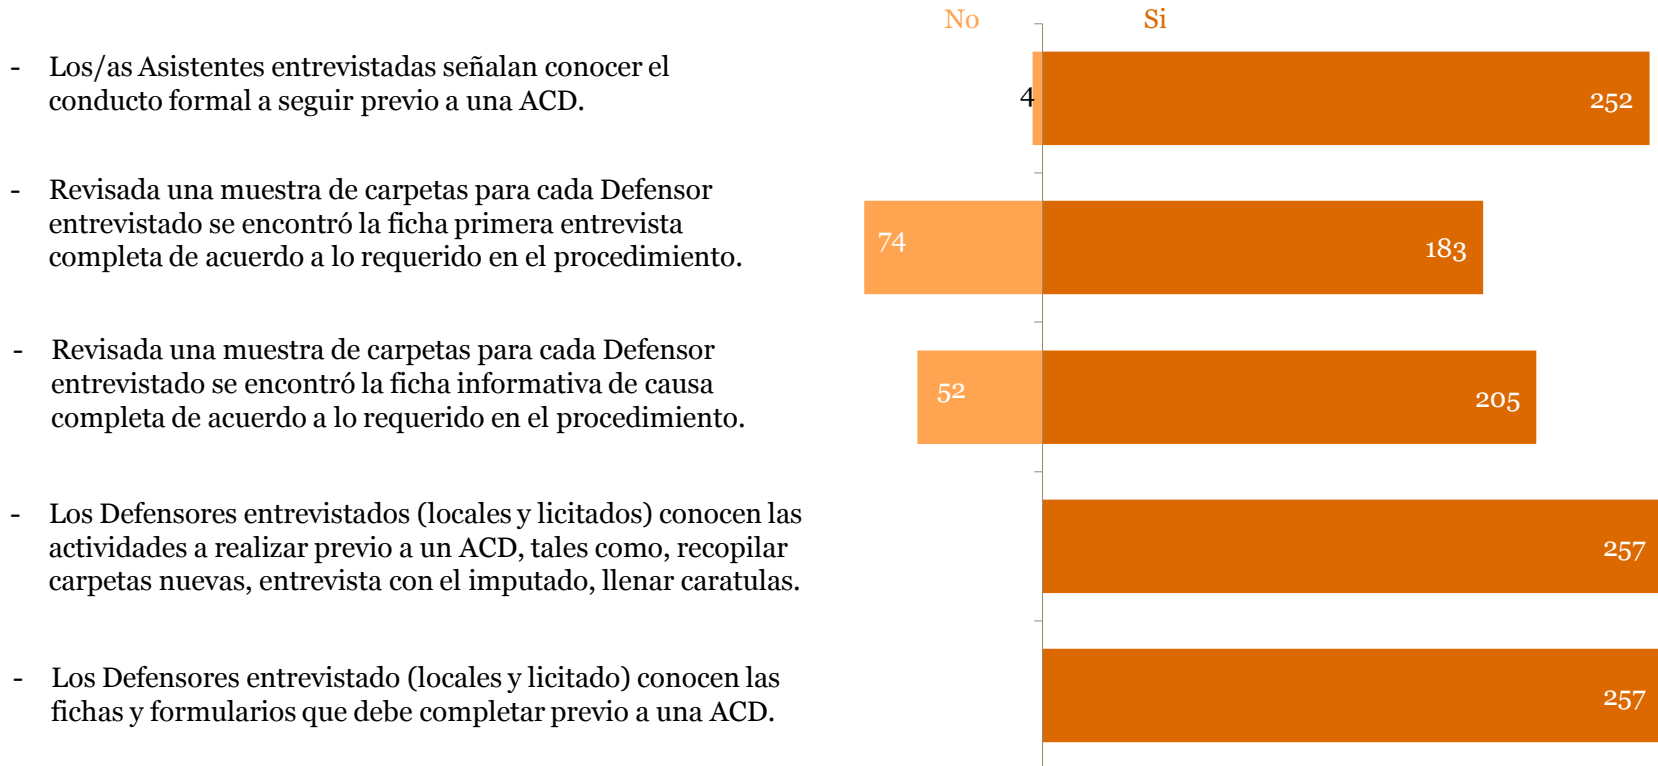 No Si
- Los/as Asistentes entrevistadas señalan conocer el
conducto formal a seguir previo a una ACD.
4 252
- Revisada una muestra de carpetas para cada Defensor
entrevistado se encontró la ficha primera entrevista
completa de acuerdo a lo requerido en el procedimiento.
74 183
- Revisada una muestra de carpetas para cada Defensor
entrevistado se encontró la ficha informativa de causa
completa de acuerdo a lo requerido en el procedimiento.
52 205
- Los Defensores entrevistados (locales y licitados) conocen las
actividades a realizar previo a un ACD, tales como, recopilar
carpetas nuevas, entrevista con el imputado, llenar caratulas.
257
- Los Defensores entrevistado (locales y licitado) conocen las
fichas y formularios que debe completar previo a una ACD.
257